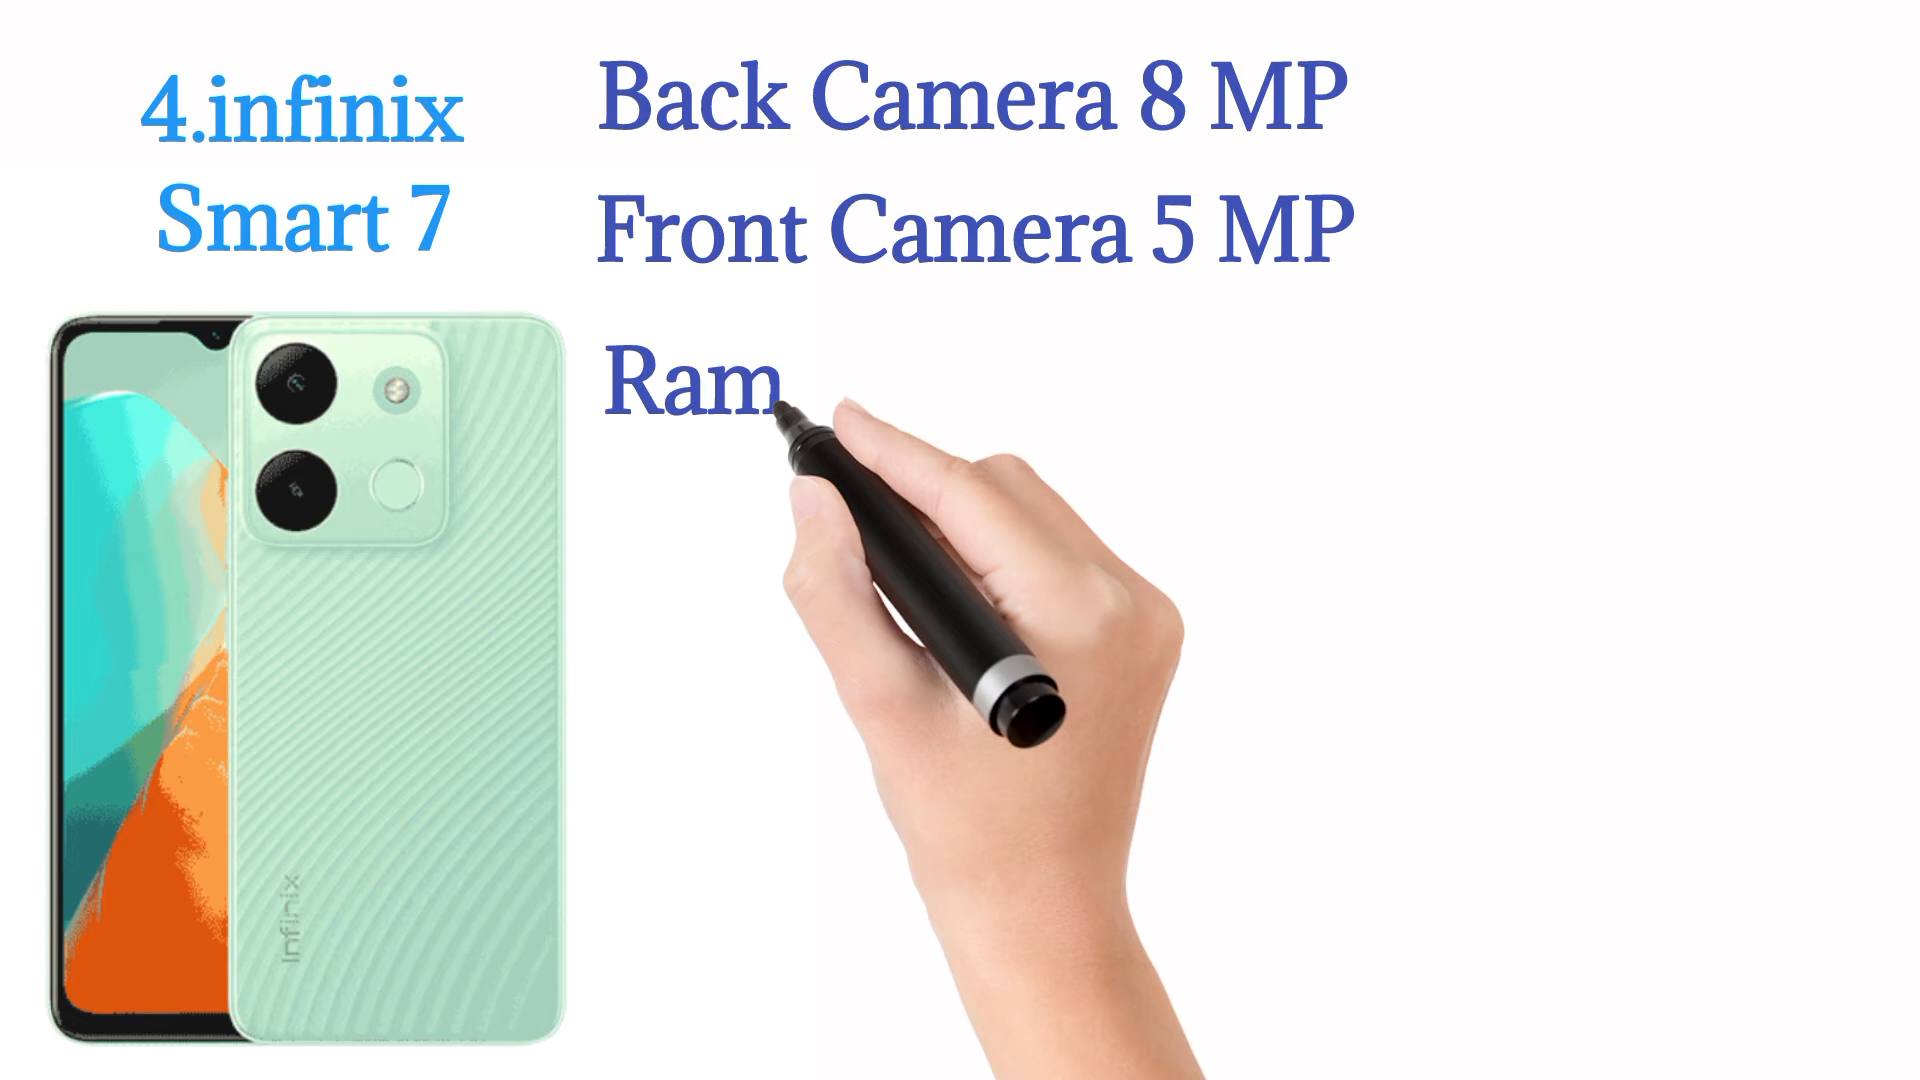 4.infinix
Smart 7
Back Camera 8 MP
Front Camera 5 MP
Ram
Infinix